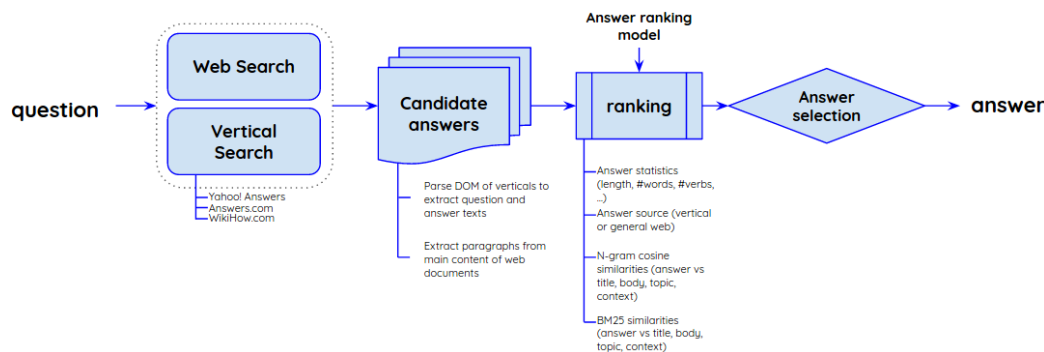 Answer ranking
model
Web Search
Candidate
answers
ranking
Answer
selection
question
answer
Vertical
Search
Yahoo! Answers
Answers.com
WikiHow.com
Parse DOM of verticals to
extract question and
answer texts
Extract paragraphs from
main content of web
documents
Answer statistics
(length, #words, #verbs,
...)
Answer source (vertical
or general web)
N-gram cosine
similarities (answer vs
title, body, topic,
context)
BM25 similarities
(answer vs title, body,
topic, context)